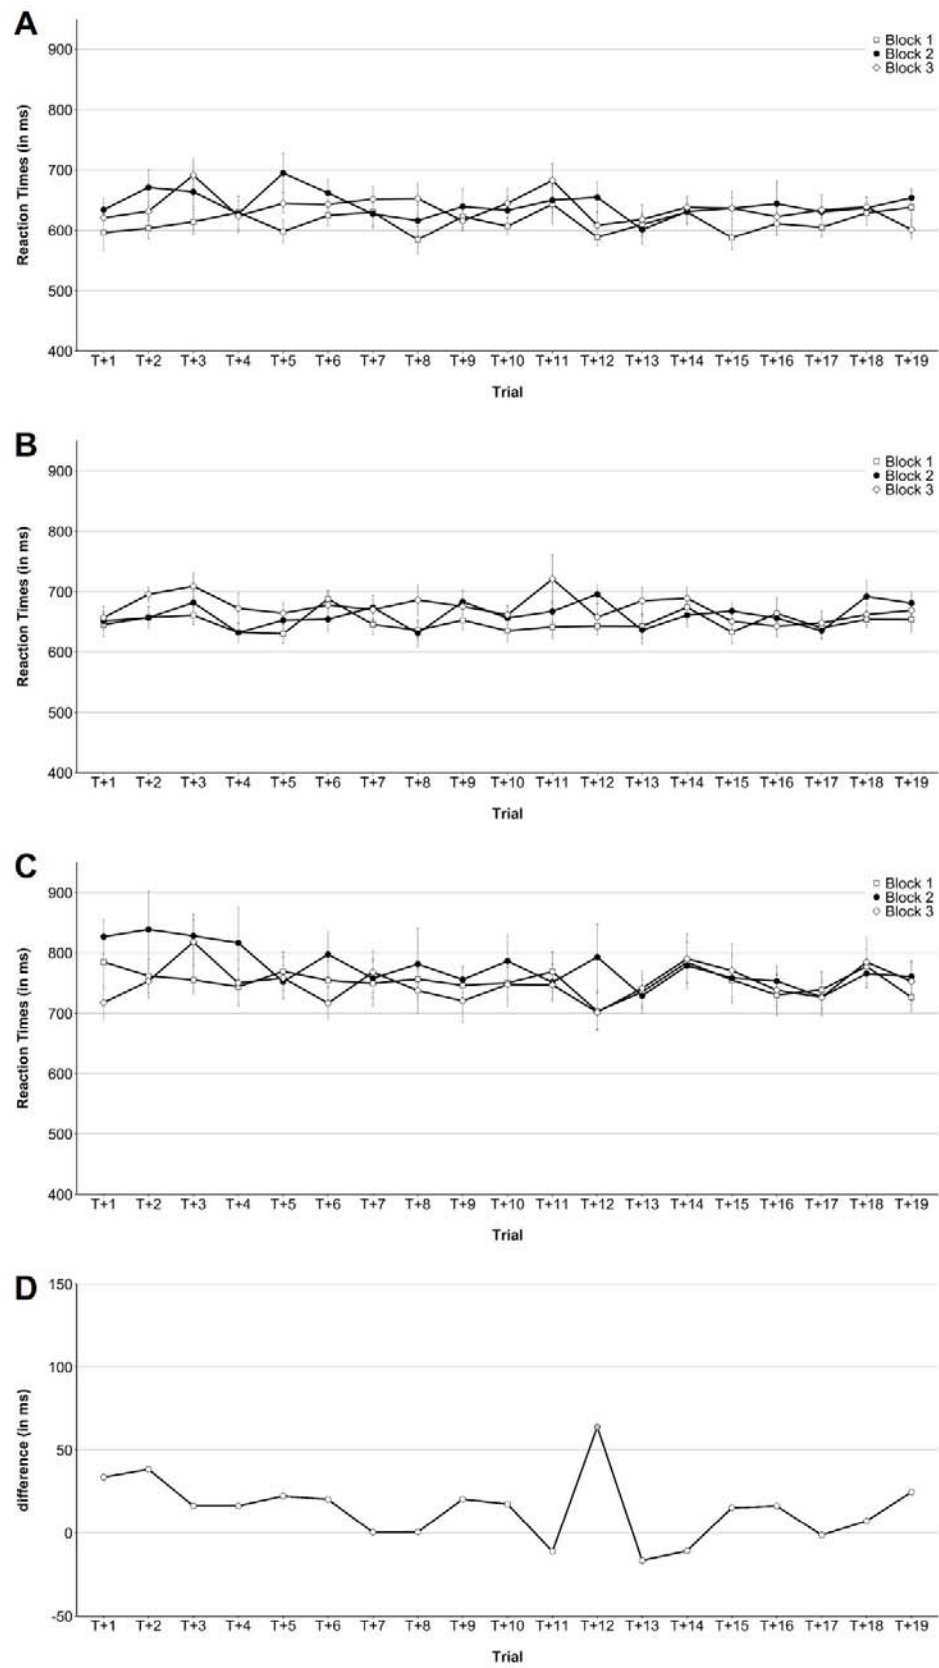 A
Reaction Times (in ms)
900
800
700
600
500
400
Block 1
Block 2
Block 3
T+1 T+2 T+3 T+4 T+5 T+6 T+7 T+8 T+9 T+10 T+11 T+12 T+13 T+14 T+15 T+16 T+17 T+18 T+19
Trial
B
Reaction Times (in ms)
900
800
700
600
500
400
Block 1
Block 2
Block 3
T+1 T+2 T+3 T+4 T+5 T+6 T+7 T+8 T+9 T+10 T+11 T+12 T+13 T+14 T+15 T+16 T+17 T+18 T+19
Trial
C
Reaction Times (in ms)
900
800
700
600
500
400
Block 1
Block 2
Block 3
T+1 T+2 T+3 T+4 T+5 T+6 T+7 T+8 T+9 T+10 T+11 T+12 T+13 T+14 T+15 T+16 T+17 T+18 T+19
Trial
D
difference (in ms)
150
100
50
0
-50
T+1 T+2 T+3 T+4 T+5 T+6 T+7 T+8 T+9 T+10 T+11 T+12 T+13 T+14 T+15 T+16 T+17 T+18 T+19
Trial